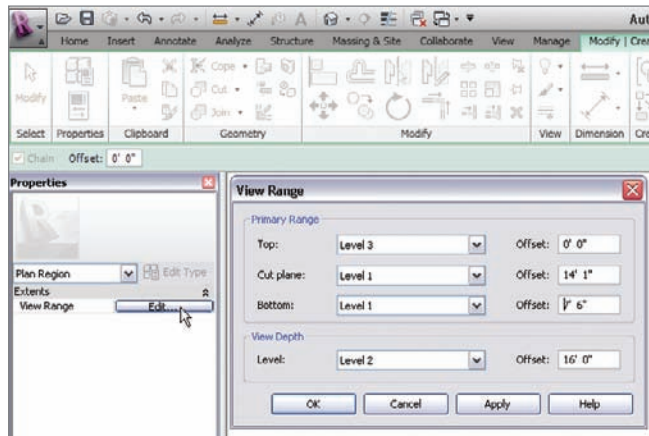 Aut
Home Insert Annotate Analyze Structure Massing & Site Collaborate View Manage Modify | Crea
Modify Paste Cope Cut Join
Select Properties Clipboard Geometry Modify View Dimension Cre
Chain Offset: 0' 0"
Properties
Plan Region Edit Type
Extents
View Range Edit...
View Range
Primary Range
Top: Level 3 Offset: 0' 0"
Cut plane: Level 1 Offset: 14' 1"
Bottom: Level 1 Offset: 6"
View Depth
Level: Level 2 Offset: 16' 0"
OK Cancel Apply Help